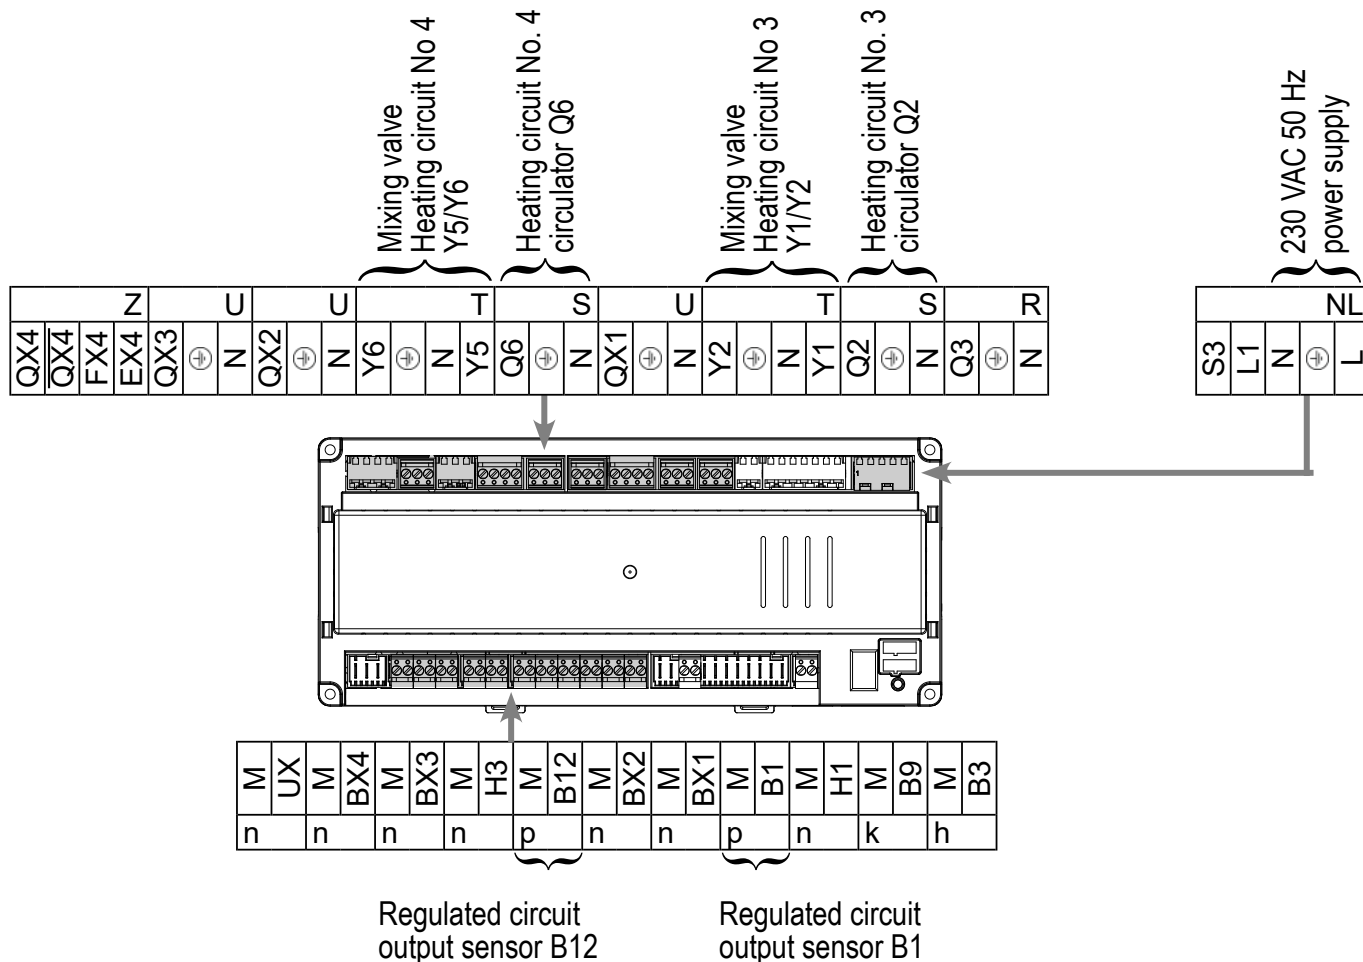 Mixing valve
Heating circuit No 4
Y5/Y6
Heating circuit No. 4
circulator Q6
Mixing valve
Heating circuit No 3
Y1/Y2
Heating circuit No. 3
circulator Q2
230 VAC 50 Hz
power supply
Z U U T S U T S R
QX4 Q̅X̅4̅ FX4 EX4 QX3 N QX2 N Y6 N Y5 Q6 N QX1 N Y2 N Y1 Q2 N Q3 N
NL
S3 L1 N L
1
M UX M BX4 M BX3 M H3 M B12 M BX2 M BX1 M B1 M H1 M B9 M B3
n n n n p n n p n k h
Regulated circuit
output sensor B12
Regulated circuit
output sensor B1